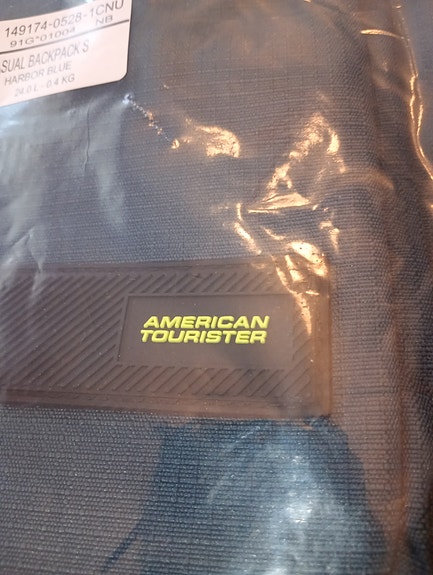 149174-0528-1CNU
91G*01004 NB
SUAL BACKPACK S
HARBOR BLUE
24.0 L - 0.4 KG
AMERICAN
TOURISTER